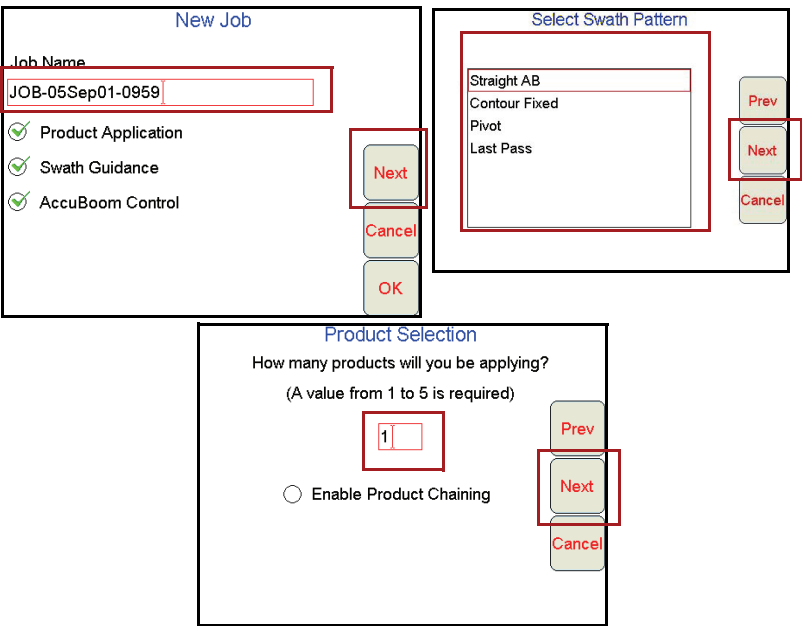 New Job
Job Name
JOB-05Sep01-0959
Product Application
Swath Guidance
AccuBoom Control
Next
Cancel
OK
Select Swath Pattern
Straight AB
Contour Fixed
Pivot
Last Pass
Prev
Next
Cancel
Product Selection
How many products will you be applying?
(A value from 1 to 5 is required)
1
Enable Product Chaining
Prev
Next
Cancel